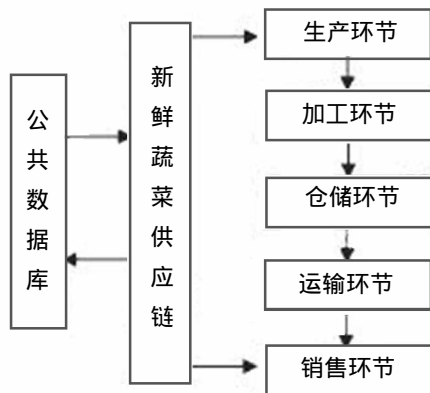 公共数据库
新鲜蔬菜供应链
生产环节
加工环节
仓储环节
运输环节
销售环节